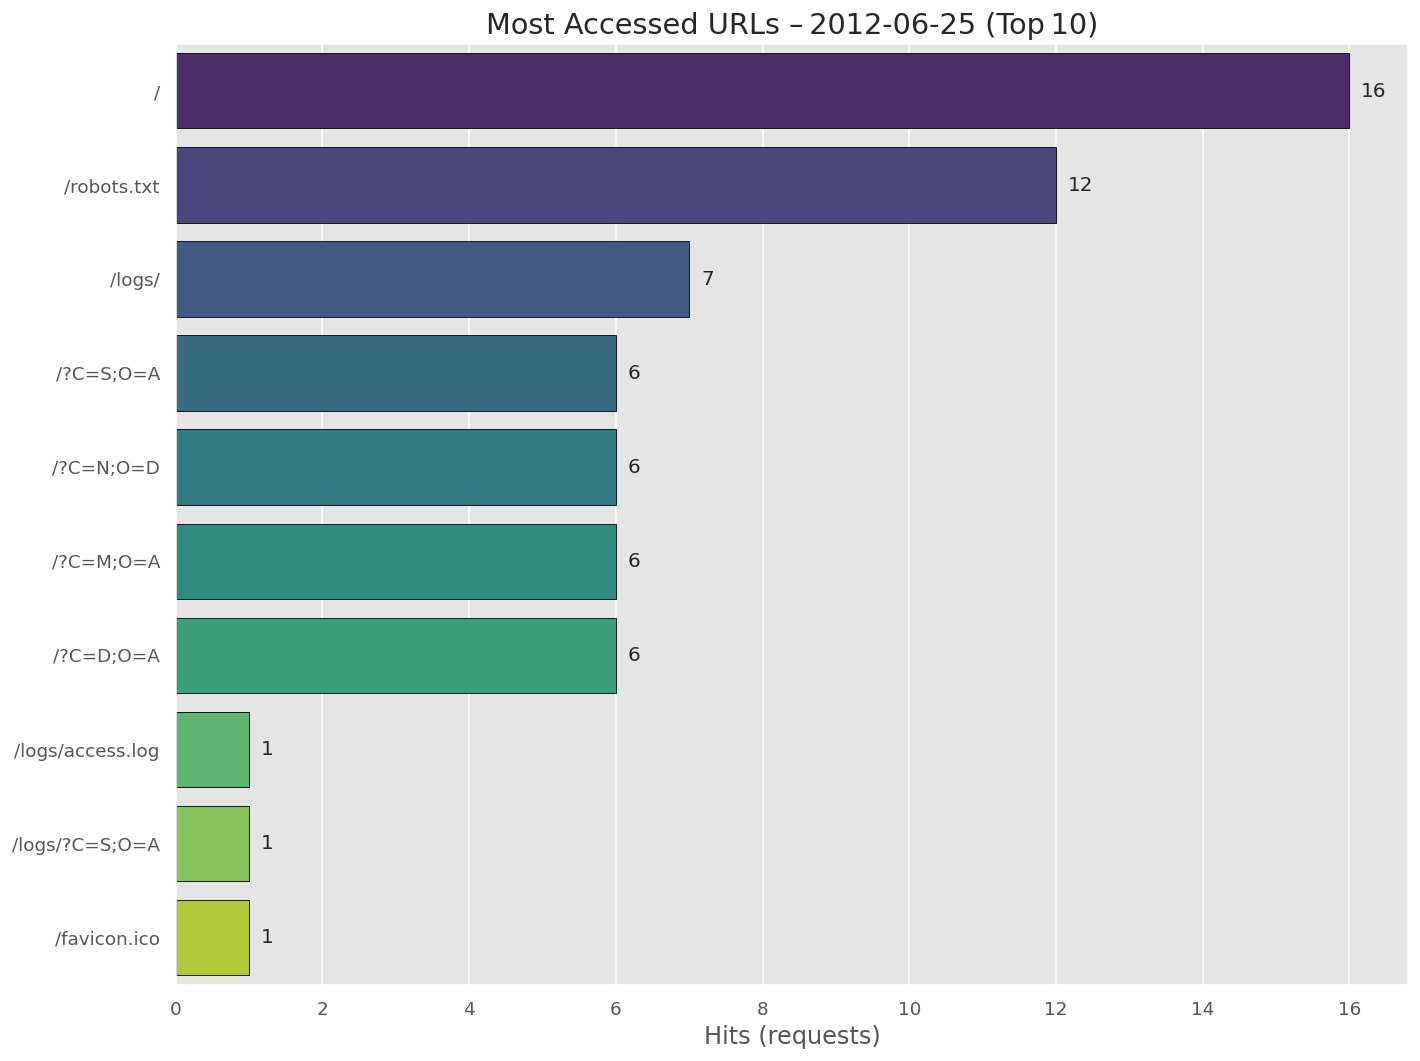 Most Accessed URLs – 2012-06-25 (Top 10)
/
16
/robots.txt
12
/logs/
7
/?C=S;O=A
6
/?C=N;O=D
6
/?C=M;O=A
6
/?C=D;O=A
6
/logs/access.log
1
/logs/?C=S;O=A
1
/favicon.ico
1
0 2 4 6 8 10 12 14 16
Hits (requests)